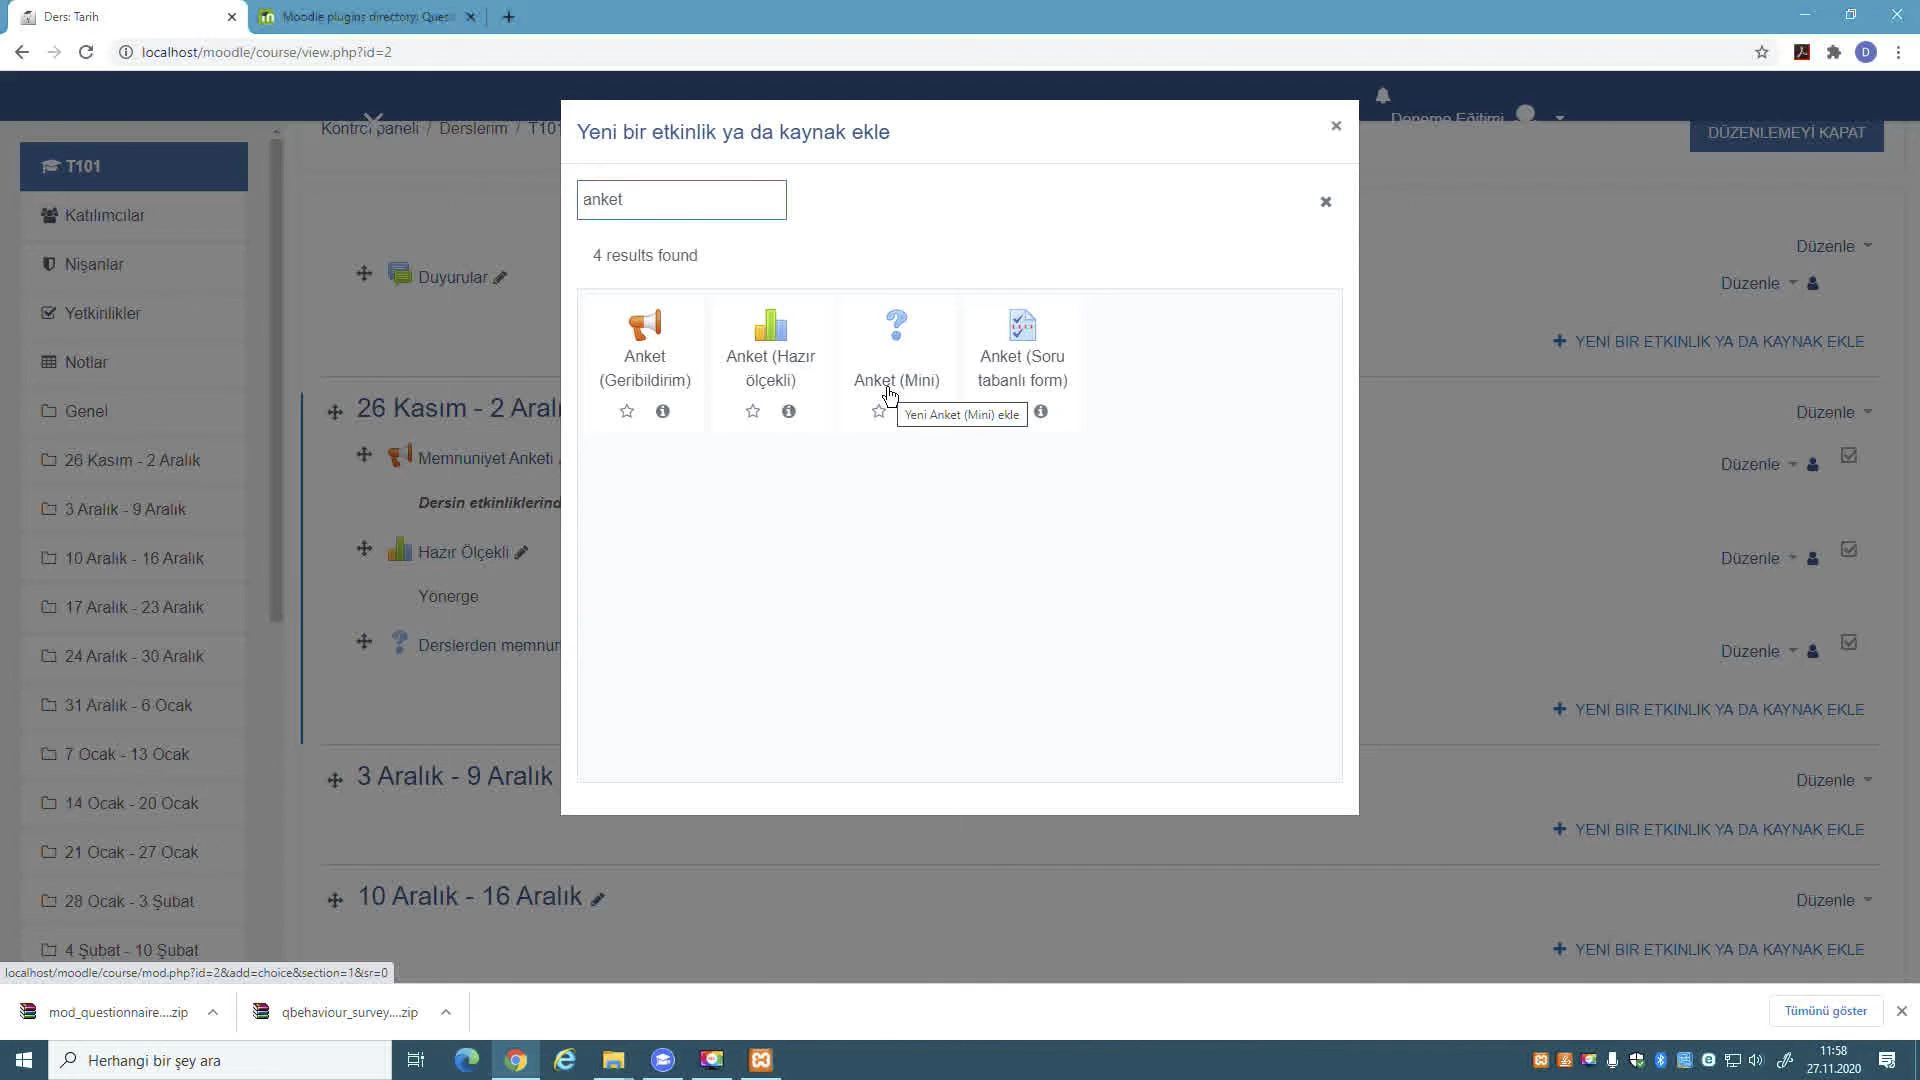 Ders: Tarih
Moodle plugins directory: Ques
localhost/moodle/course/view.php?id=2
D
Deneme Eğitimi
Kontrol paneli / Derslerim / T101
DÜZENLEMEYİ KAPAT
T101
Katılımcılar
Nişanlar
Yetkinlikler
Notlar
Genel
26 Kasım - 2 Aralık
3 Aralık - 9 Aralık
10 Aralık - 16 Aralık
17 Aralık - 23 Aralık
24 Aralık - 30 Aralık
31 Aralık - 6 Ocak
7 Ocak - 13 Ocak
14 Ocak - 20 Ocak
21 Ocak - 27 Ocak
28 Ocak - 3 Şubat
4 Şubat - 10 Şubat
Duyurular
Düzenle
Düzenle
YENİ BİR ETKİNLİK YA DA KAYNAK EKLE
26 Kasım - 2 Aralı
Düzenle
Memnuniyet Anketi
Düzenle
Dersin etkinliklerind
Hazır Ölçekli
Düzenle
Yönerge
Derslerden memnun
Düzenle
YENİ BİR ETKİNLİK YA DA KAYNAK EKLE
3 Aralık - 9 Aralık
Düzenle
YENİ BİR ETKİNLİK YA DA KAYNAK EKLE
10 Aralık - 16 Aralık
Düzenle
YENİ BİR ETKİNLİK YA DA KAYNAK EKLE
Yeni bir etkinlik ya da kaynak ekle
anket
4 results found
Anket
(Geribildirim)
Anket (Hazır
ölçekli)
Anket (Mini)
Anket (Soru
tabanlı form)
Yeni Anket (Mini) ekle
localhost/moodle/course/mod.php?id=2&add=choice&section=1&sr=0
mod_questionnaire....zip
qbehaviour_survey....zip
Tümünü göster
Herhangi bir şey ara
11:58
27.11.2020